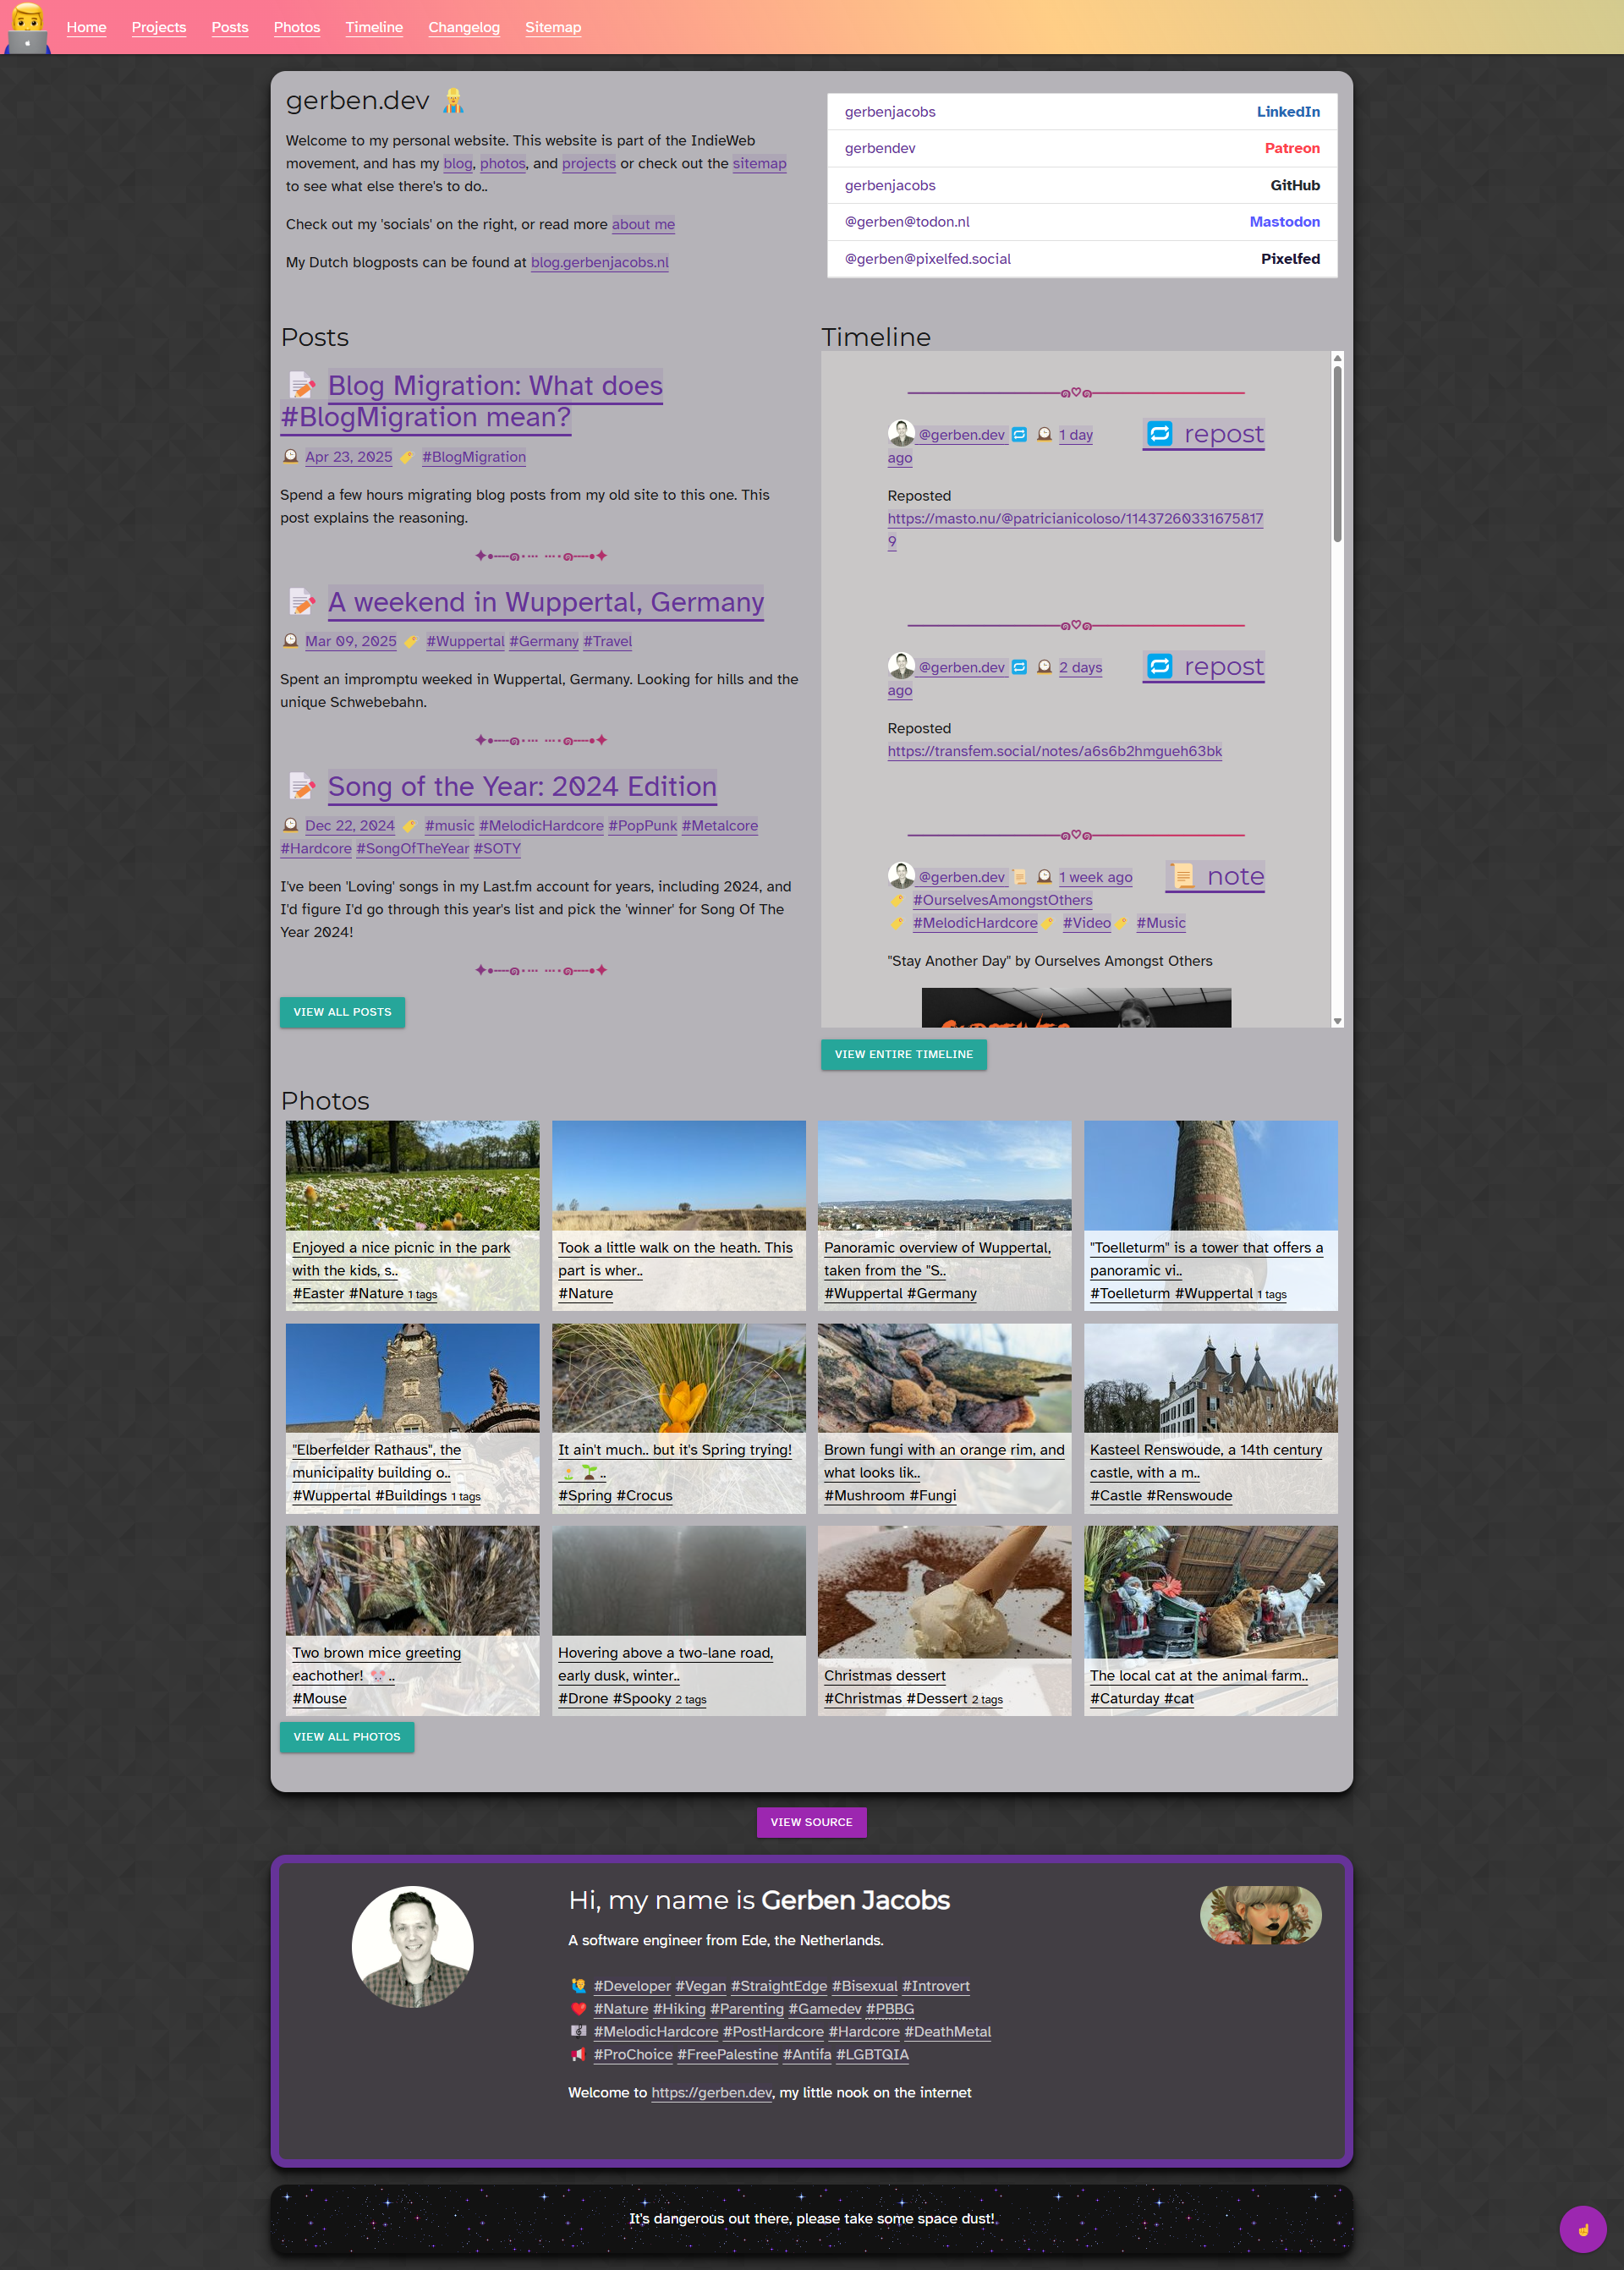 Home Projects Posts Photos Timeline Changelog Sitemap
gerben.dev
Welcome to my personal website. This website is part of the IndieWeb
movement, and has my blog, photos, and projects or check out the sitemap
to see what else there's to do..
Check out my 'socials' on the right, or read more about me
My Dutch blogposts can be found at blog.gerbenjacobs.nl
gerbenjacobs LinkedIn
gerbendev Patreon
gerbenjacobs GitHub
@gerben@todon.nl Mastodon
@gerben@pixelfed.social Pixelfed
Posts
Blog Migration: What does
#BlogMigration mean?
Apr 23, 2025 #BlogMigration
Spend a few hours migrating blog posts from my old site to this one. This
post explains the reasoning.
A weekend in Wuppertal, Germany
Mar 09, 2025 #Wuppertal #Germany #Travel
Spent an impromptu weeked in Wuppertal, Germany. Looking for hills and the
unique Schwebebahn.
Song of the Year: 2024 Edition
Dec 22, 2024 #music #MelodicHardcore #PopPunk #Metalcore
#Hardcore #SongOfTheYear #SOTY
I've been 'Loving' songs in my Last.fm account for years, including 2024, and
I'd figure I'd go through this year's list and pick the 'winner' for Song Of The
Year 2024!
VIEW ALL POSTS
Timeline
@gerben.dev 1 day
ago
repost
Reposted
https://masto.nu/@patricianicoloso/11437260331675817
9
@gerben.dev 2 days
ago
repost
Reposted
https://transfem.social/notes/a6s6b2hmgueh63bk
@gerben.dev 1 week ago
note
#OurselvesAmongstOthers
#MelodicHardcore #Video #Music
"Stay Another Day" by Ourselves Amongst Others
VIEW ENTIRE TIMELINE
Photos
Enjoyed a nice picnic in the park
with the kids, s..
#Easter #Nature 1 tags
Took a little walk on the heath. This
part is wher..
#Nature
Panoramic overview of Wuppertal,
taken from the "S..
#Wuppertal #Germany
"Toelleturm" is a tower that offers a
panoramic vi..
#Toelleturm #Wuppertal 1 tags
"Elberfelder Rathaus", the
municipality building o..
#Wuppertal #Buildings 1 tags
It ain't much.. but it's Spring trying!
..
#Spring #Crocus
Brown fungi with an orange rim, and
what looks lik..
#Mushroom #Fungi
Kasteel Renswoude, a 14th century
castle, with a m..
#Castle #Renswoude
Two brown mice greeting
eachother! ..
#Mouse
Hovering above a two-lane road,
early dusk, winter..
#Drone #Spooky 2 tags
Christmas dessert
#Christmas #Dessert 2 tags
The local cat at the animal farm..
#Caturday #cat
VIEW ALL PHOTOS
VIEW SOURCE
Hi, my name is Gerben Jacobs
A software engineer from Ede, the Netherlands.
#Developer #Vegan #StraightEdge #Bisexual #Introvert
#Nature #Hiking #Parenting #Gamedev #PBBG
#MelodicHardcore #PostHardcore #Hardcore #DeathMetal
#ProChoice #FreePalestine #Antifa #LGBTQIA
Welcome to https://gerben.dev, my little nook on the internet
It's dangerous out there, please take some space dust!